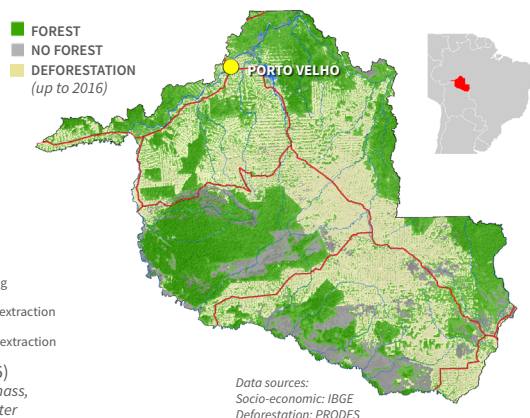 FOREST
NO FOREST
DEFORESTATION
(up to 2016)
PORTO VELHO
extraction
extraction
Data sources:
Socio-economic: IBGE
Deforestation: PRODES